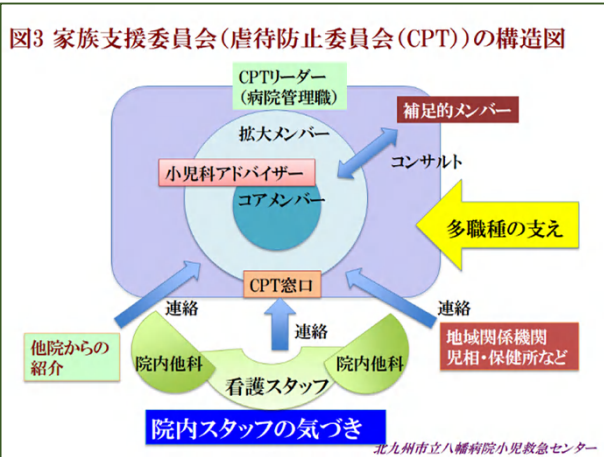 図3 家族支援委員会(虐待防止委員会(CPT))の構造図
CPTリーダー
(病院管理職)
補足的メンバー
拡大メンバー
コンサルト
小児科アドバイザー
コアメンバー
多職種の支え
CPT窓口
連絡
連絡
連絡
他院からの
紹介
院内他科
看護スタッフ
院内他科
地域関係機関
児相・保健所など
院内スタッフの気づき
北九州市立八幡病院小児救急センター